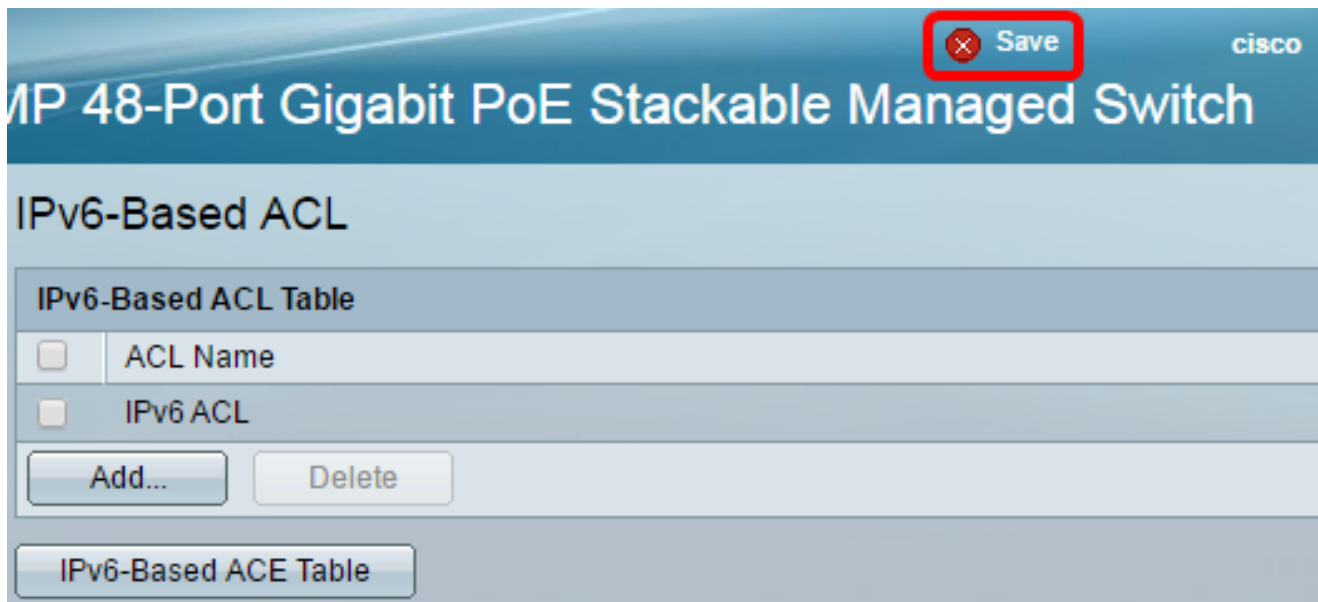 Save cisco
MP 48-Port Gigabit PoE Stackable Managed Switch
IPv6-Based ACL
IPv6-Based ACL Table
ACL Name
IPv6 ACL
Add... Delete
IPv6-Based ACE Table